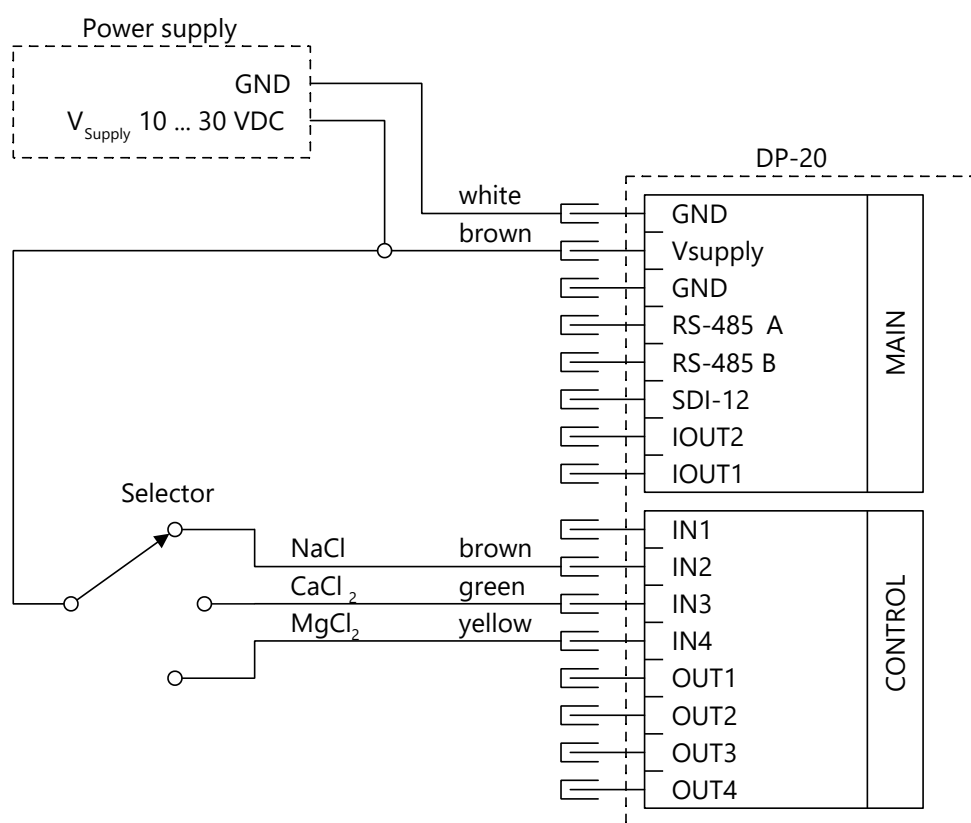 Power supply
GND
VSupply 10 ... 30 VDC
DP-20
white
GND
brown
Vsupply
GND
RS-485 A
RS-485 B
SDI-12
IOUT2
IOUT1
MAIN
Selector
IN1
NaCl brown IN2
CaCl2 green IN3
MgCl2 yellow IN4
OUT1
OUT2
OUT3
OUT4
CONTROL